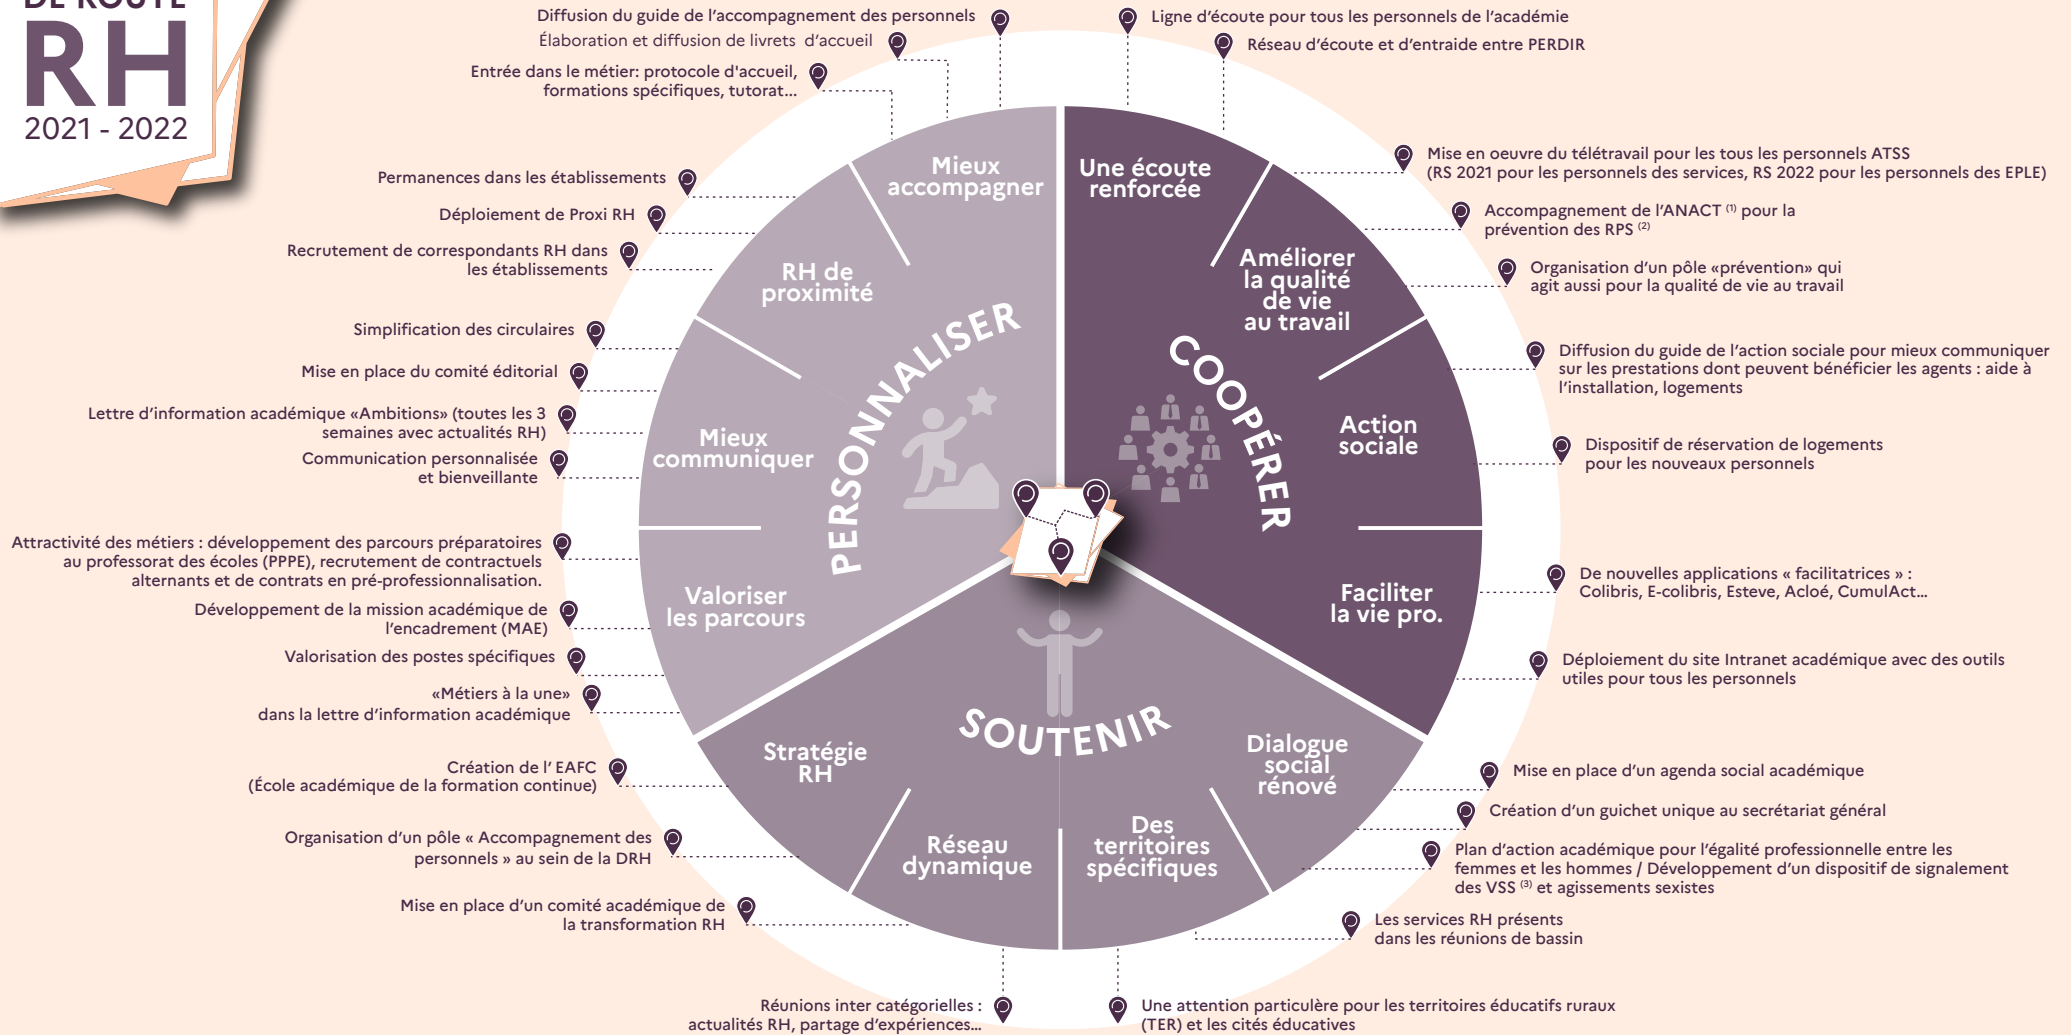 DE ROUTE
RH
2021 - 2022
Diffusion du guide de l’accompagnement des personnels
Élaboration et diffusion de livrets d’accueil
Entrée dans le métier: protocole d'accueil,
formations spécifiques, tutorat...
Permanences dans les établissements
Déploiement de Proxi RH
Recrutement de correspondants RH dans
les établissements
Simplification des circulaires
Mise en place du comité éditorial
Lettre d’information académique «Ambitions» (toutes les 3
semaines avec actualités RH)
Communication personnalisée
et bienveillante
Attractivité des métiers : développement des parcours préparatoires
au professorat des écoles (PPPE), recrutement de contractuels
alternants et de contrats en pré-professionnalisation.
Développement de la mission académique de
l’encadrement (MAE)
Valorisation des postes spécifiques
«Métiers à la une»
dans la lettre d’information académique
Création de l’ EAFC
(École académique de la formation continue)
Organisation d’un pôle « Accompagnement des
personnels » au sein de la DRH
Mise en place d’un comité académique de
la transformation RH
Réunions inter catégorielles :
actualités RH, partage d’expériences...
Mieux
accompagner
RH de
proximité
Mieux
communiquer
Valoriser
les parcours
PERSONNALISER
Une écoute
renforcée
Améliorer
la qualité
de vie
au travail
Action
sociale
Faciliter
la vie pro.
COOPÉRER
SOUTENIR
Stratégie
RH
Réseau
dynamique
Des
territoires
spécifiques
Dialogue
social
rénové
Ligne d’écoute pour tous les personnels de l’académie
Réseau d’écoute et d’entraide entre PERDIR
Mise en oeuvre du télétravail pour les tous les personnels ATSS
(RS 2021 pour les personnels des services, RS 2022 pour les personnels des EPLE)
Accompagnement de l’ANACT (1) pour la
prévention des RPS (2)
Organisation d’un pôle «prévention» qui
agit aussi pour la qualité de vie au travail
Diffusion du guide de l’action sociale pour mieux communiquer
sur les prestations dont peuvent bénéficier les agents : aide à
l’installation, logements
Dispositif de réservation de logements
pour les nouveaux personnels
De nouvelles applications « facilitatrices » :
Colibris, E-colibris, Esteve, Acloé, CumulAct...
Déploiement du site Intranet académique avec des outils
utiles pour tous les personnels
Mise en place d’un agenda social académique
Création d’un guichet unique au secrétariat général
Plan d’action académique pour l’égalité professionnelle entre les
femmes et les hommes / Développement d’un dispositif de signalement
des VSS (3) et agissements sexistes
Les services RH présents
dans les réunions de bassin
Une attention particulère pour les territoires éducatifs ruraux
(TER) et les cités éducatives